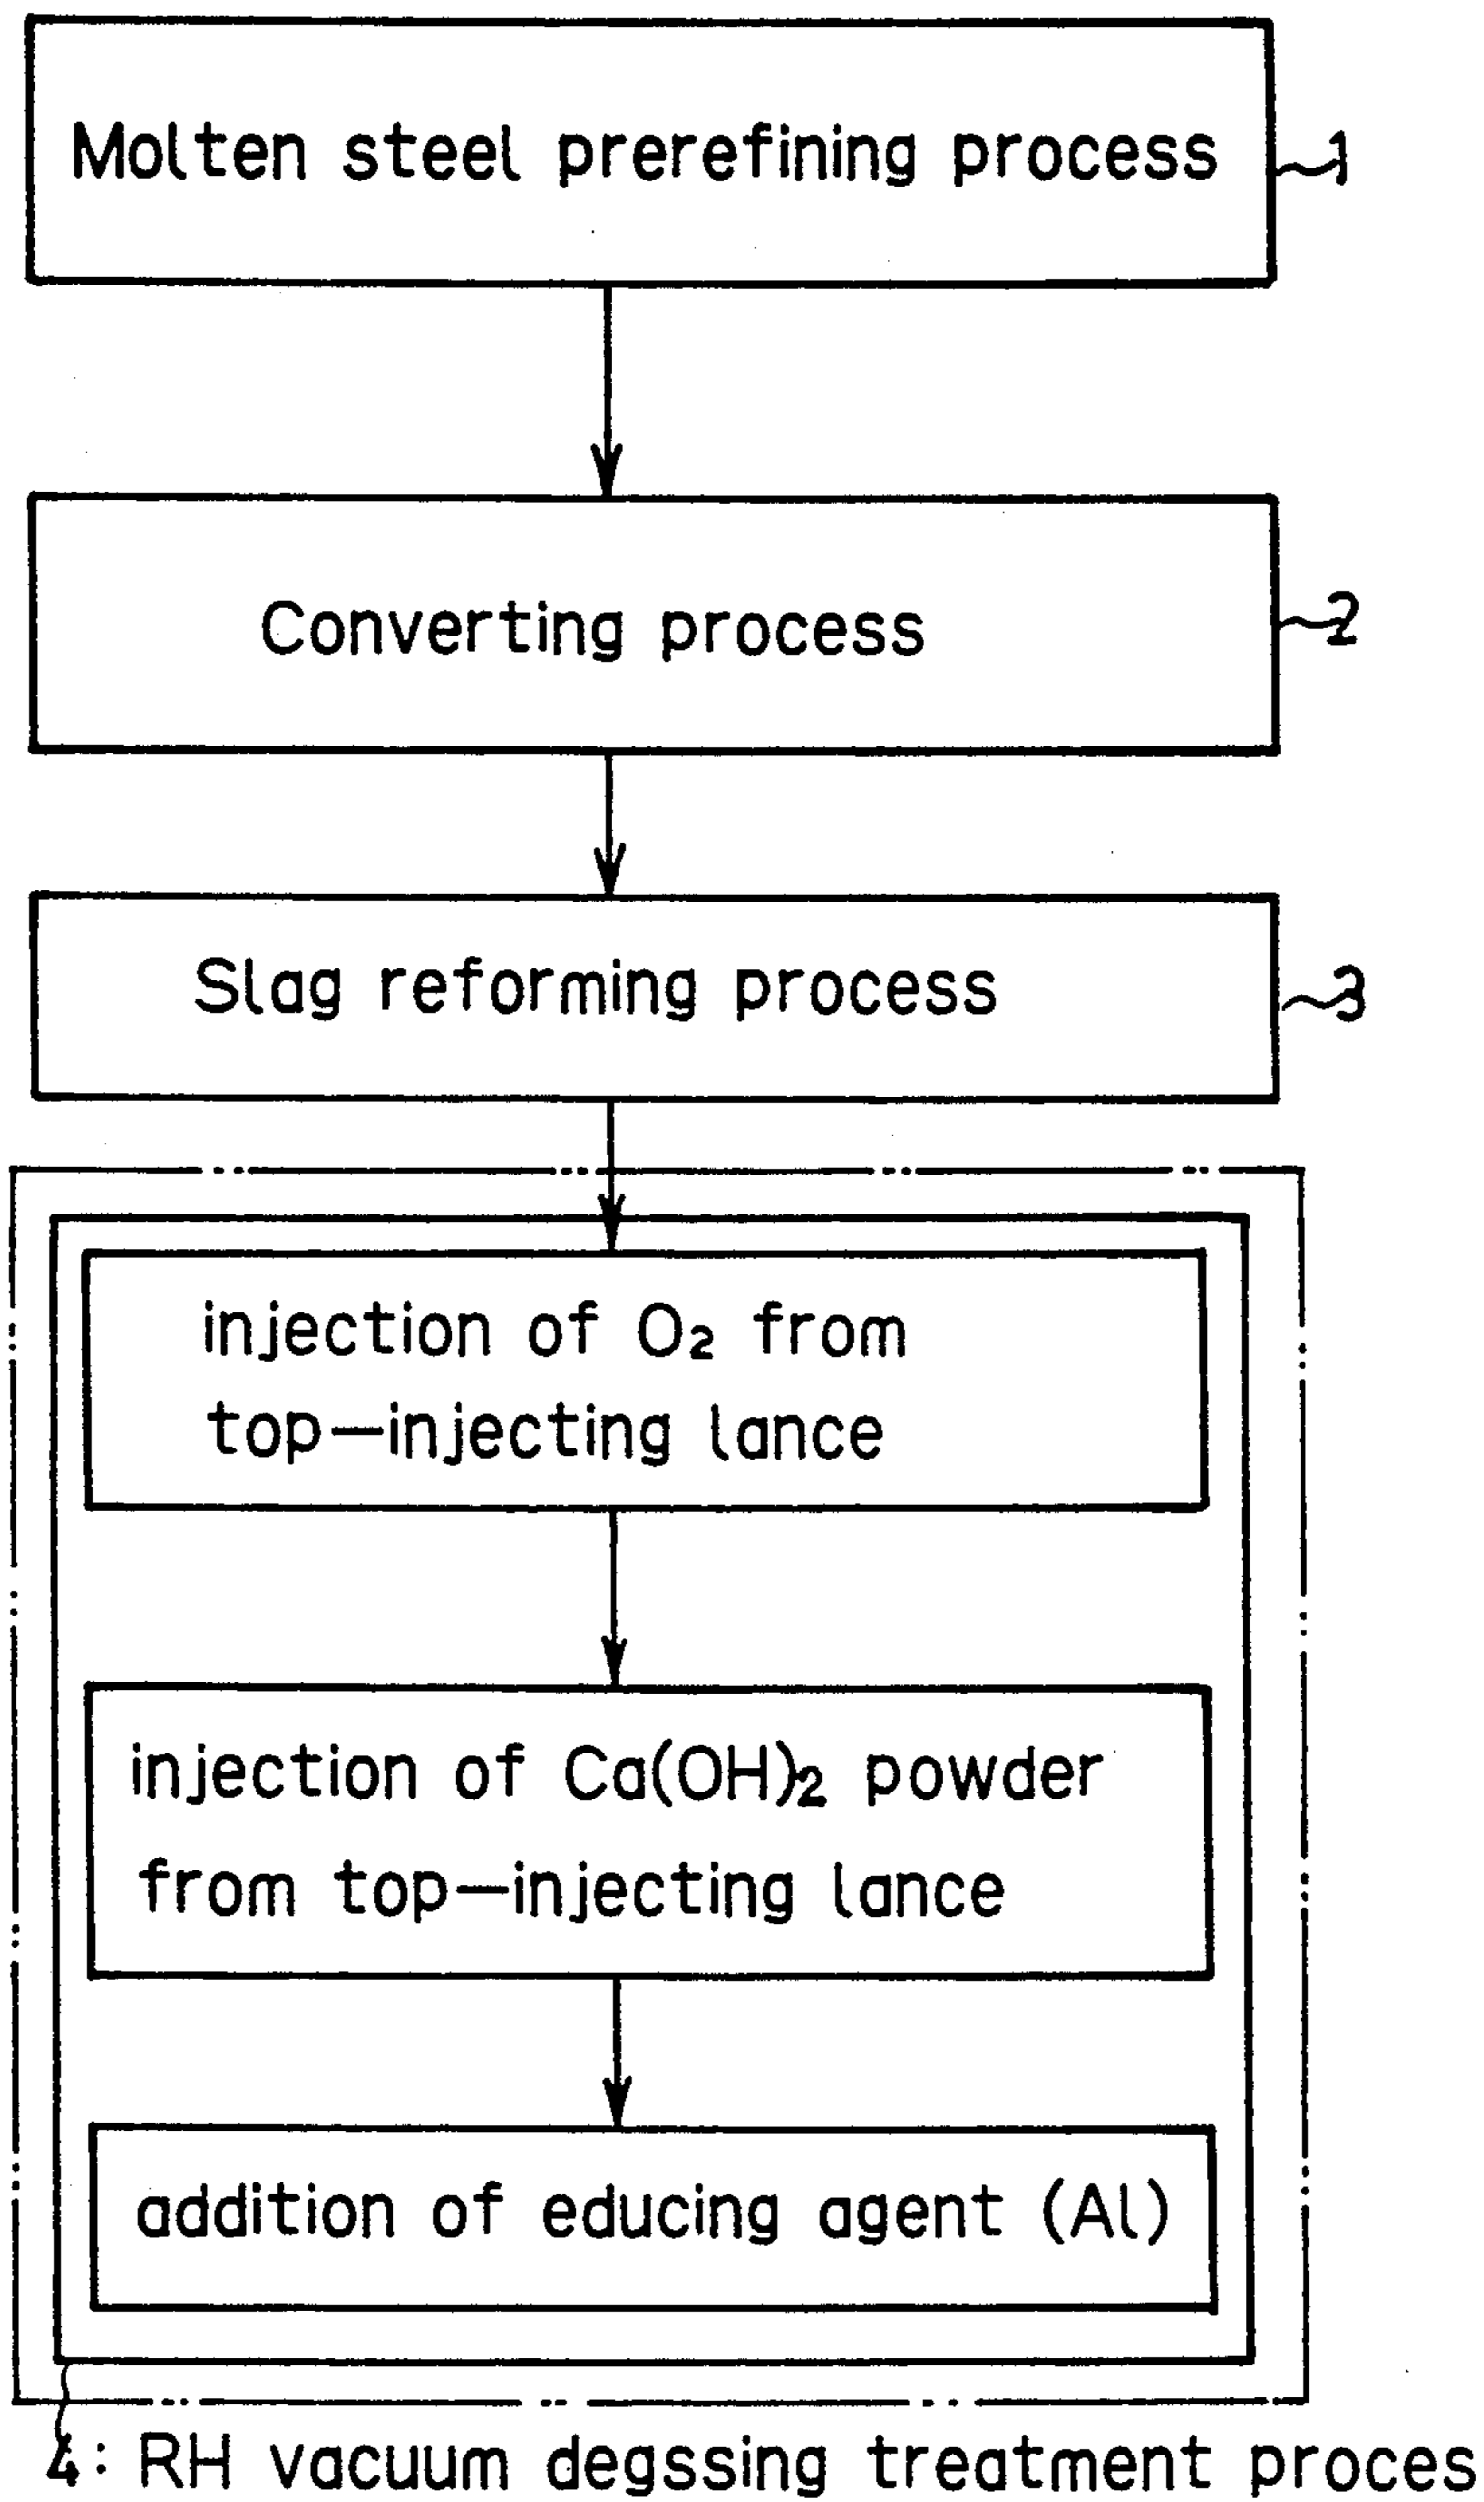 Molten steel prerefining process
1
Converting process
2
Slag reforming process
3
injection of O₂ from
top-injecting lance
injection of Ca(OH)₂ powder
from top-injecting lance
addition of educing agent (Al)
4: RH vacuum degssing treatment proces